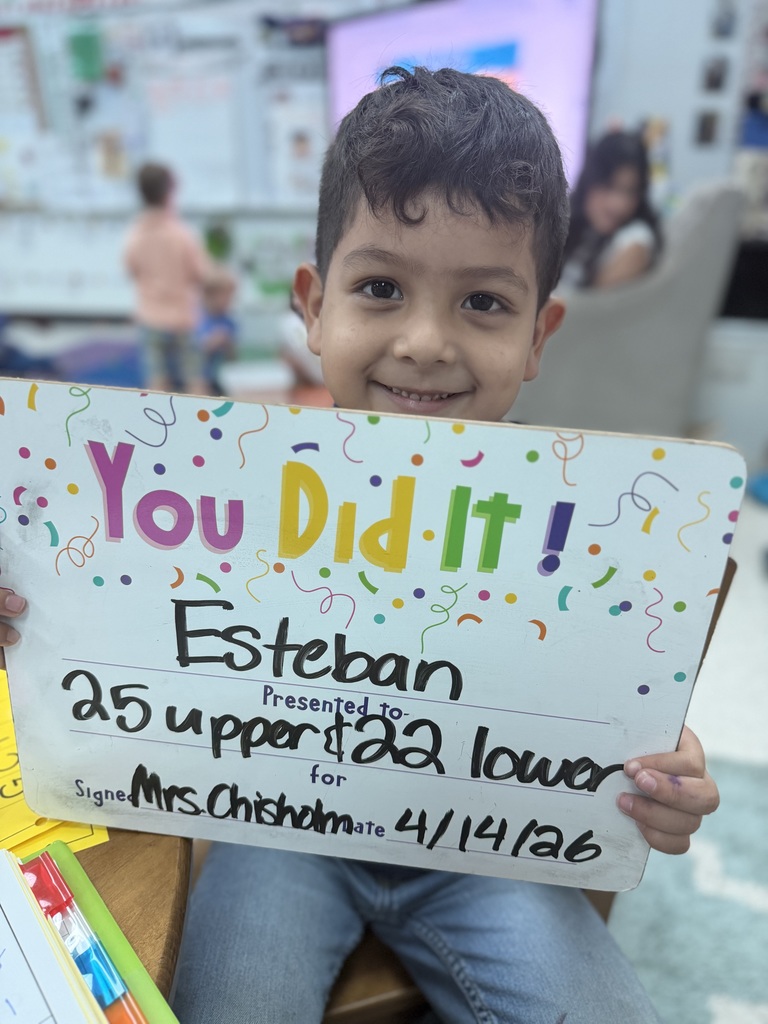 You Did It!
Esteban
Presented to
25 upper & 22 lower
for
Signed Mrs. Chisholm Date 4/14/26